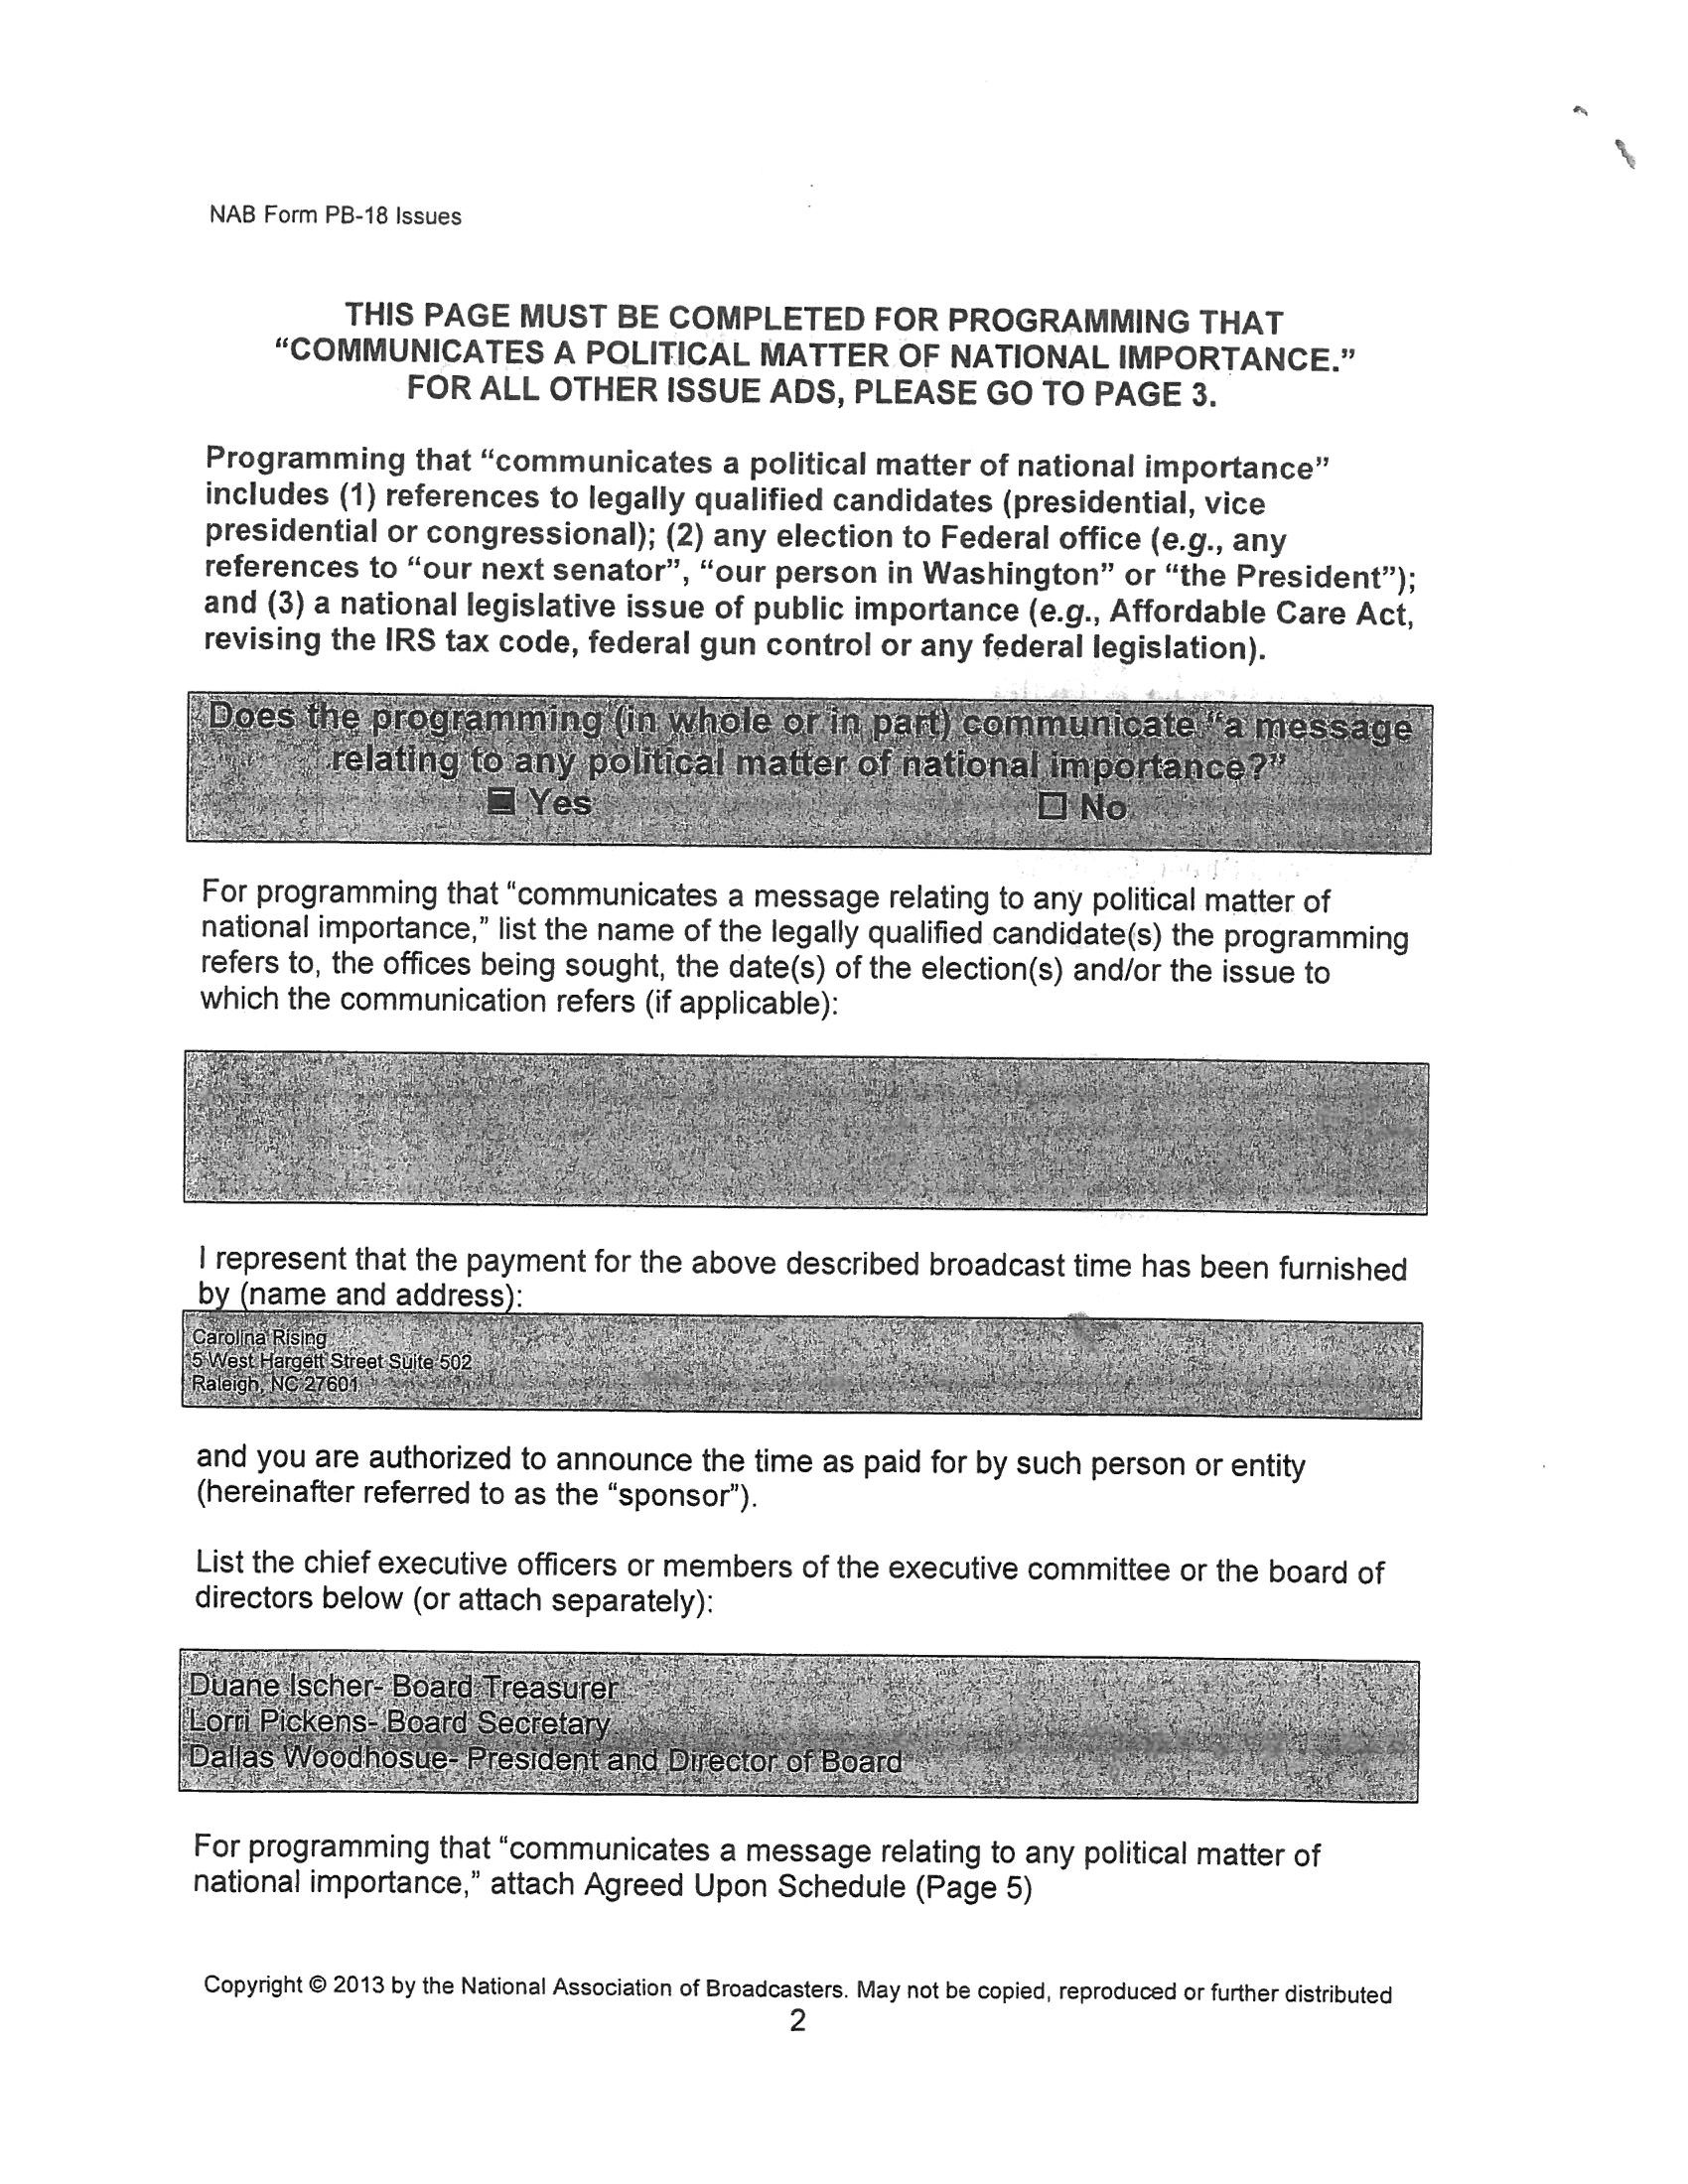 NAB Form PB-18 Issues
THIS PAGE MUST BE COMPLETED FOR PROGRAMMING THAT
“COMMUNICATES A POLITICAL MATTER OF NATIONAL IMPORTANCE.”
FOR ALL OTHER ISSUE ADS, PLEASE GO TO PAGE 3.
Programming that “communicates a political matter of national importance”
includes (1) references to legally qualified candidates (presidential, vice
presidential or congressional); (2) any election to Federal office (e.g., any
references to “our next senator”, “our person in Washington” or “the President”);
and (3) a national legislative issue of public importance (e.g., Affordable Care Act,
revising the IRS tax code, federal gun control or any federal legislation).
Does the programming (in whole or in part) communicate “a message
relating to any political matter of national importance?”
Yes No
For programming that “communicates a message relating to any political matter of
national importance,” list the name of the legally qualified candidate(s) the programming
refers to, the offices being sought, the date(s) of the election(s) and/or the issue to
which the communication refers (if applicable):
I represent that the payment for the above described broadcast time has been furnished
by (name and address):
Carolina Rising
5 West Hargett Street Suite 502
Raleigh, NC 27601
and you are authorized to announce the time as paid for by such person or entity
(hereinafter referred to as the “sponsor”).
List the chief executive officers or members of the executive committee or the board of
directors below (or attach separately):
Duane Ischer- Board Treasurer
Lorri Pickens- Board Secretary
Dallas Woodhosue- President and Director of Board
For programming that “communicates a message relating to any political matter of
national importance,” attach Agreed Upon Schedule (Page 5)
Copyright © 2013 by the National Association of Broadcasters. May not be copied, reproduced or further distributed
2